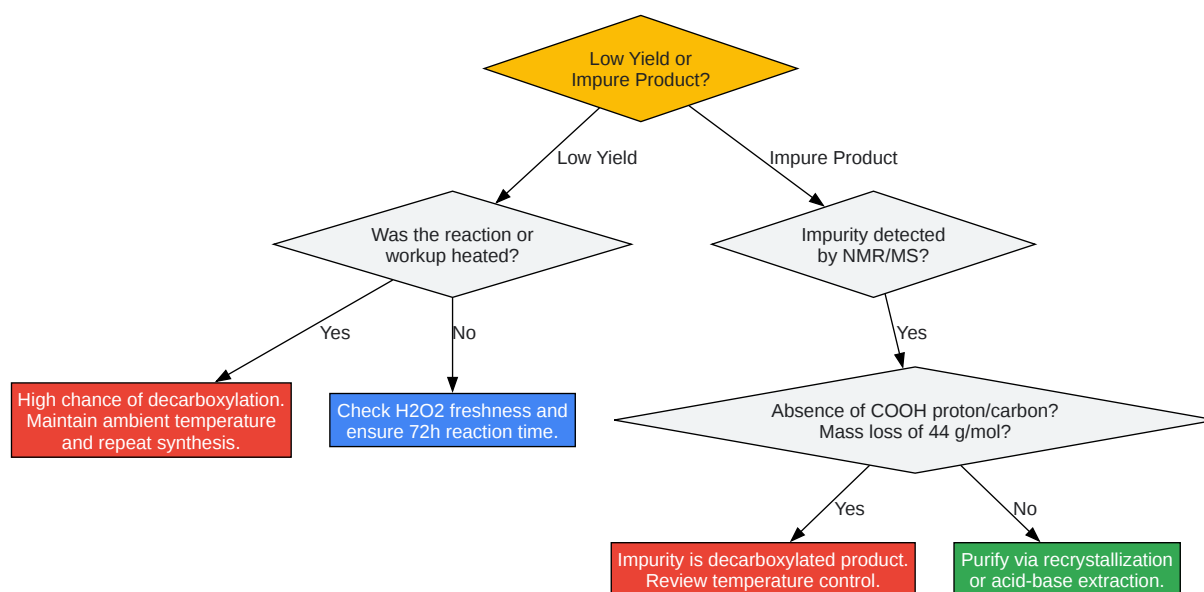 Low Yield or
Impure Product?
Low Yield
Impure Product
Was the reaction or
workup heated?
Impurity detected
by NMR/MS?
Yes
No
Yes
High chance of decarboxylation.
Maintain ambient temperature
and repeat synthesis.
Check H2O2 freshness and
ensure 72h reaction time.
Absence of COOH proton/carbon?
Mass loss of 44 g/mol?
Yes
No
Impurity is decarboxylated product.
Review temperature control.
Purify via recrystallization
or acid-base extraction.